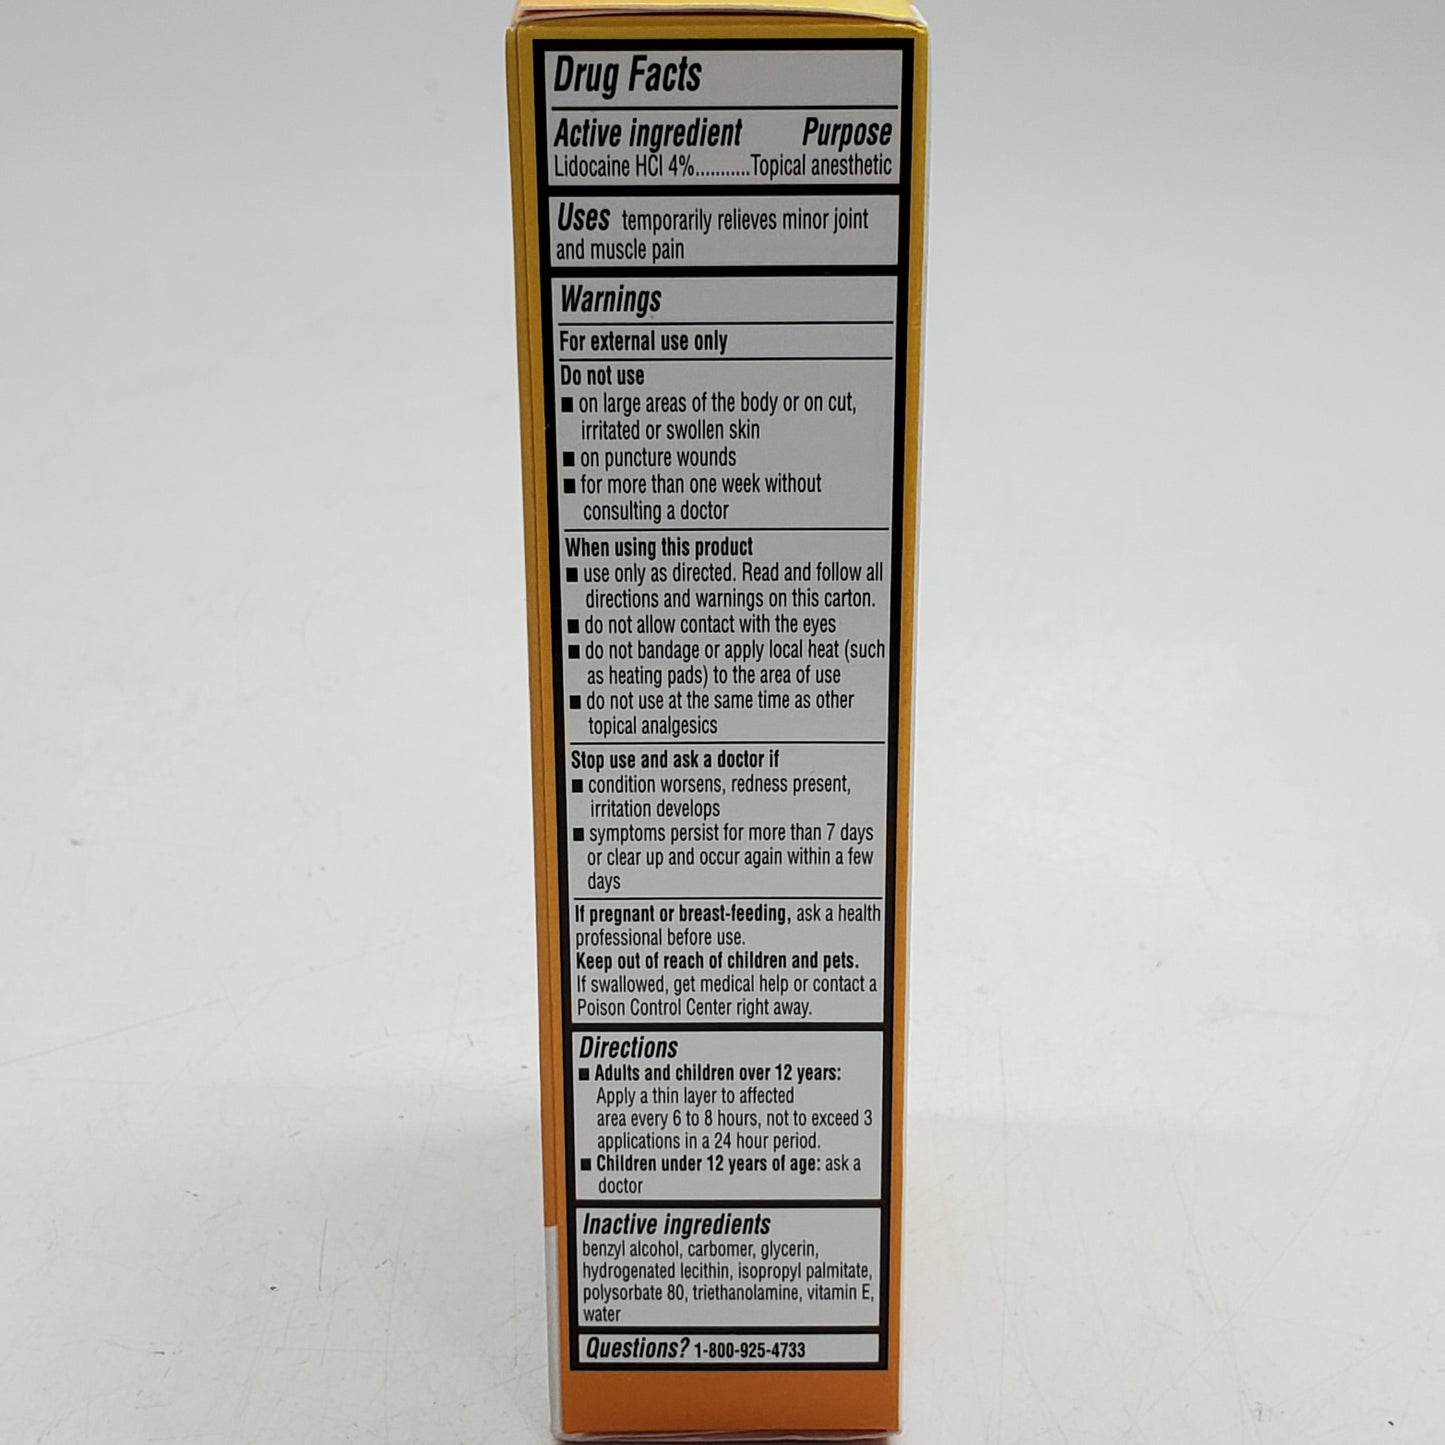 Drug Facts
Active ingredient Purpose
Lidocaine HCl 4%...........Topical anesthetic
Uses temporarily relieves minor joint
and muscle pain
Warnings
For external use only
Do not use
■ on large areas of the body or on cut,
irritated or swollen skin
■ on puncture wounds
■ for more than one week without
consulting a doctor
When using this product
■ use only as directed. Read and follow all
directions and warnings on this carton.
■ do not allow contact with the eyes
■ do not bandage or apply local heat (such
as heating pads) to the area of use
■ do not use at the same time as other
topical analgesics
Stop use and ask a doctor if
■ condition worsens, redness present,
irritation develops
■ symptoms persist for more than 7 days
or clear up and occur again within a few
days
If pregnant or breast-feeding, ask a health
professional before use.
Keep out of reach of children and pets.
If swallowed, get medical help or contact a
Poison Control Center right away.
Directions
■ Adults and children over 12 years:
Apply a thin layer to affected
area every 6 to 8 hours, not to exceed 3
applications in a 24 hour period.
■ Children under 12 years of age: ask a
doctor
Inactive ingredients
benzyl alcohol, carbomer, glycerin,
hydrogenated lecithin, isopropyl palmitate,
polysorbate 80, triethanolamine, vitamin E,
water
Questions? 1-800-925-4733